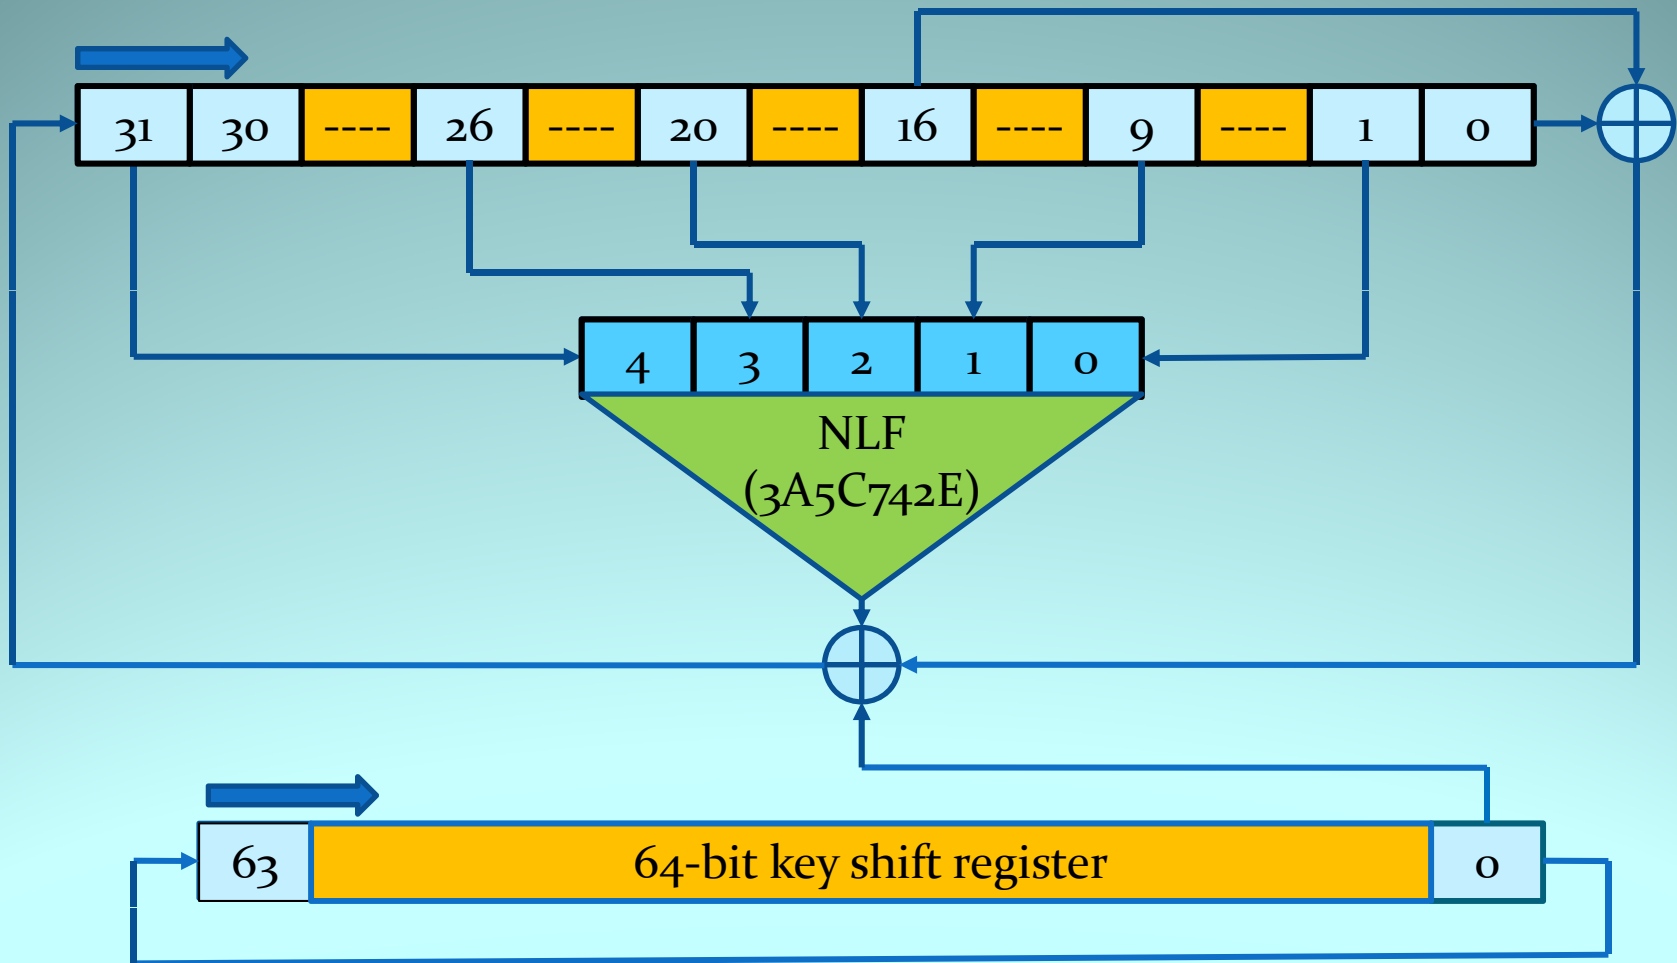 31 30 ---- 26 ---- 20 ---- 16 ---- 9 ---- 1 0
4 3 2 1 0
NLF
(3A5C742E)
63 64-bit key shift register 0